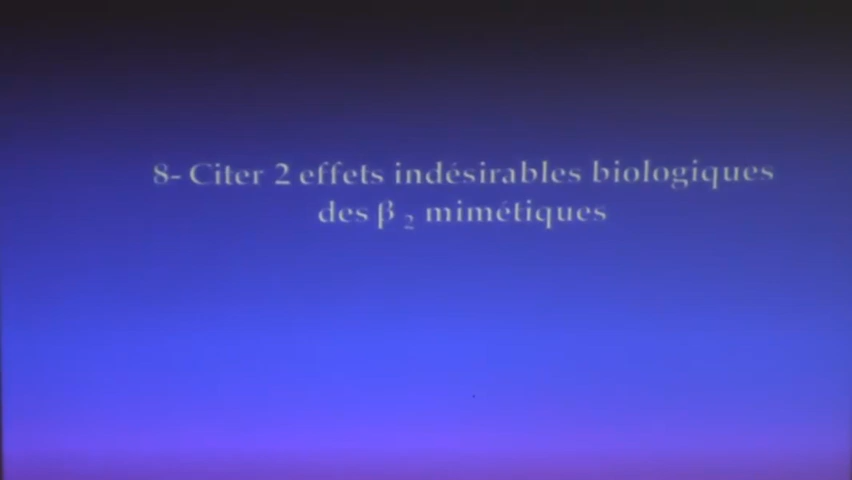 8- Citer 2 effets indésirables biologiques
des β 2 mimétiques